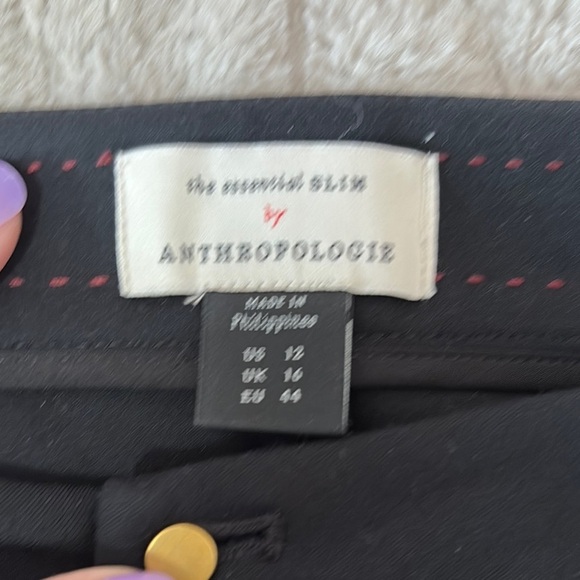 the essential SLIM
by
ANTHROPOLOGIE
MADE IN
Philippines
US 12
UK 16
EU 44